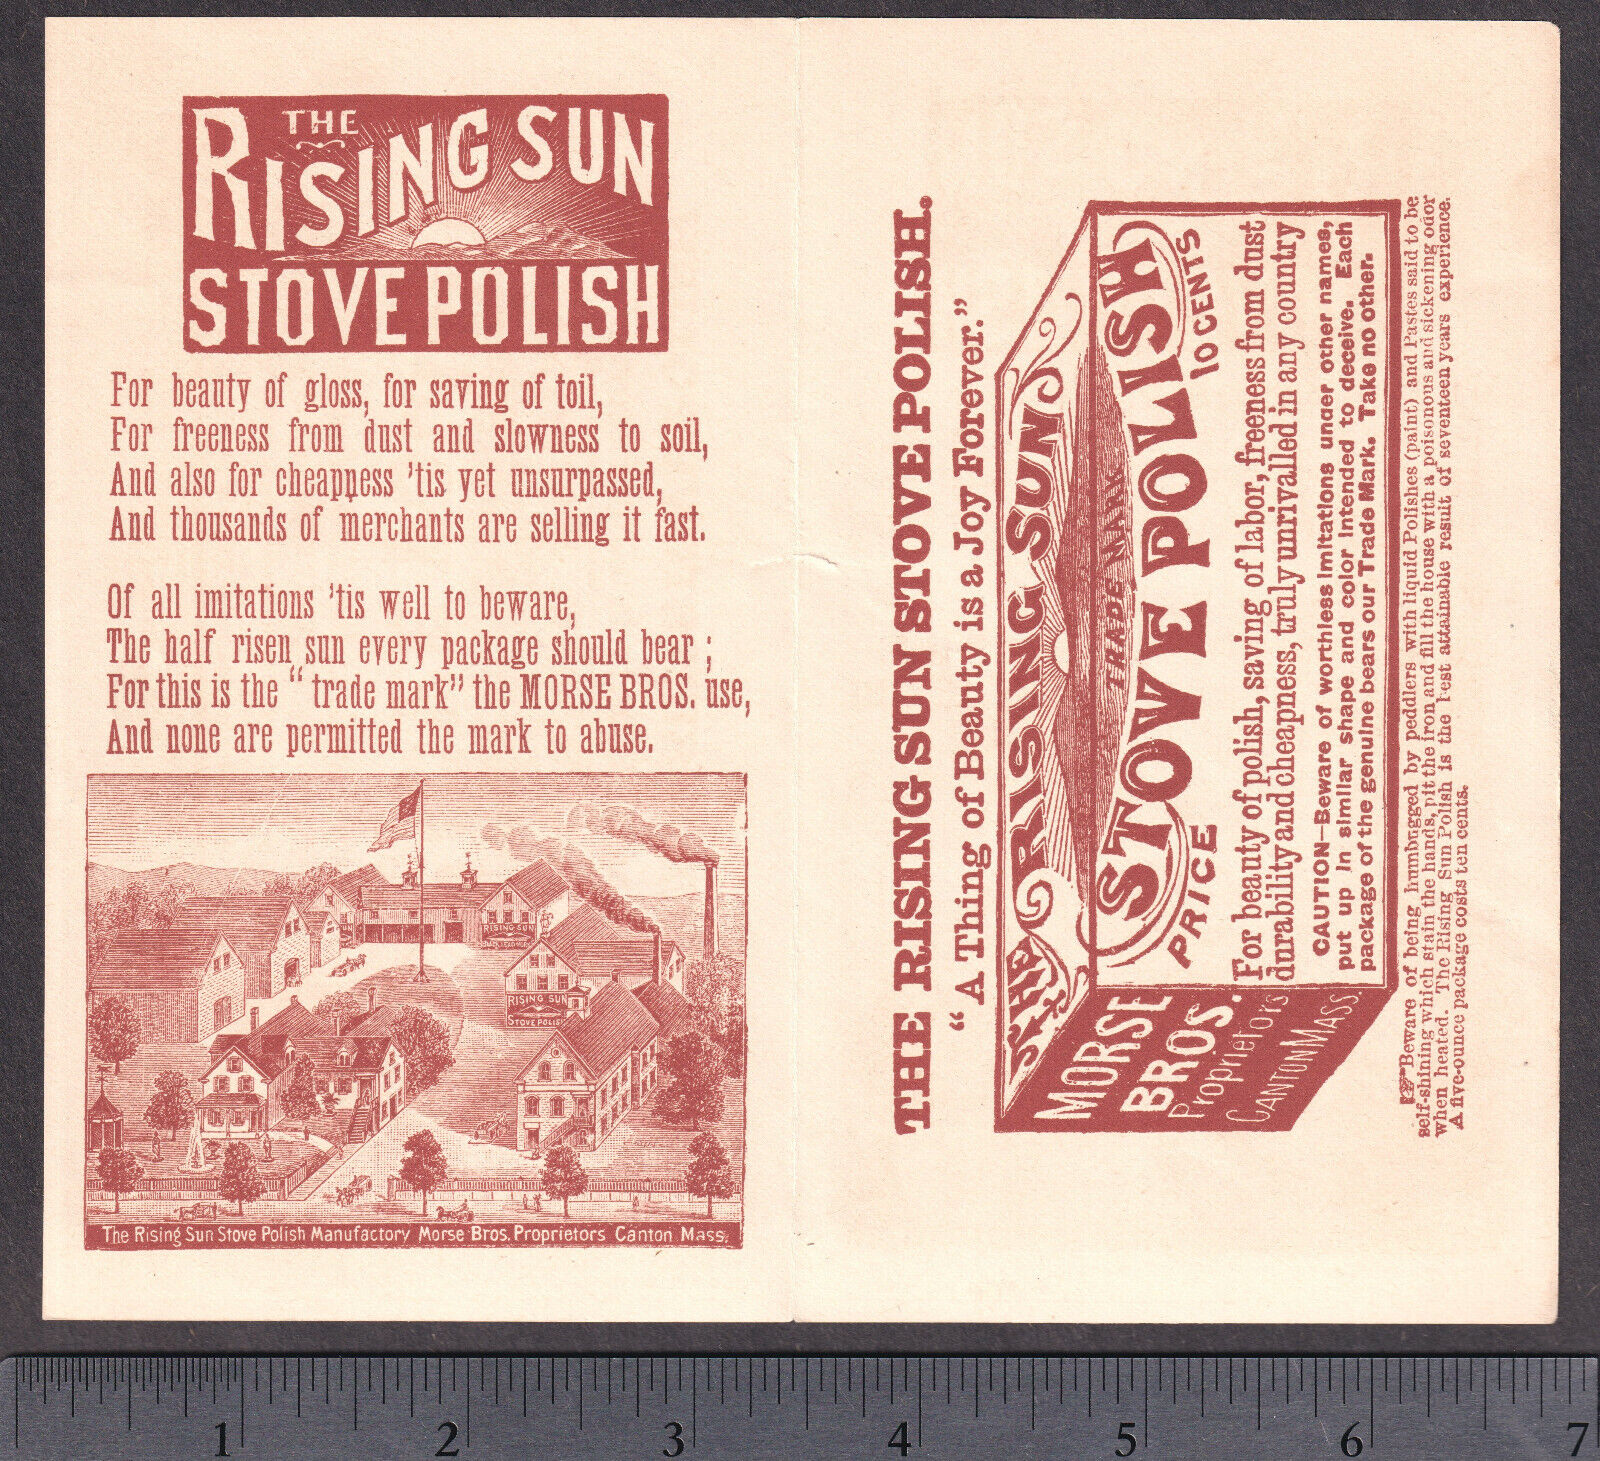 THE
RISING SUN
STOVE POLISH
For beauty of gloss, for saving of toil,
For freeness from dust and slowness to soil,
And also for cheapness 'tis yet unsurpassed,
And thousands of merchants are selling it fast.
Of all imitations 'tis well to beware,
The half risen sun every package should bear ;
For this is the "trade mark" the MORSE BROS. use,
And none are permitted the mark to abuse.
RISING SUN
RISING SUN
STOVE POLISH
The Rising Sun Stove Polish Manufactory Morse Bros. Proprietors Canton Mass.
THE RISING SUN STOVE POLISH.
"A Thing of Beauty is a Joy Forever."
THE RISING SUN
TRADE MARK
STOVE POLISH
PRICE 10 CENTS
For beauty of polish, saving of labor, freeness from dust
durability and cheapness, truly unrivalled in any country
CAUTION—Beware of worthless imitations under other names,
put up in similar shape and color intended to deceive. Each
package of the genuine bears our Trade Mark. Take no other.
MORSE
BROS.
Proprietors
CANTON MASS.
Beware of being humbugged by peddlers with liquid Polishes (paint) and Pastes said to be
self-shining which stain the hands, pit the iron and fill the house with a poisonous and sickening odor
when heated. The Rising Sun Polish is the best attainable result of seventeen years experience.
A five-ounce package costs ten cents.
1 2 3 4 5 6 7